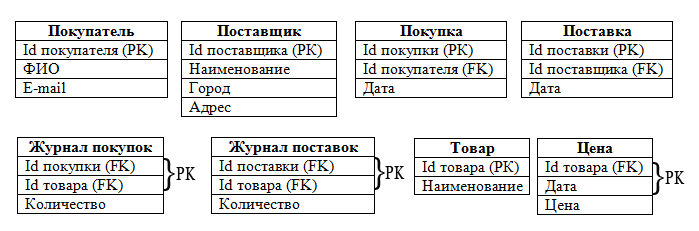 Покупатель
Id покупателя (PK)
ФИО
E-mail
Поставщик
Id поставщика (PK)
Наименование
Город
Адрес
Покупка
Id покупки (PK)
Id покупателя (FK)
Дата
Поставка
Id поставки (PK)
Id поставщика (FK)
Дата
Журнал покупок
Id покупки (FK)
Id товара (FK)
Количество
PK
Журнал поставок
Id поставки (FK)
Id товара (FK)
Количество
PK
Товар
Id товара (PK)
Наименование
Цена
Id товара (FK)
Дата
Цена
PK